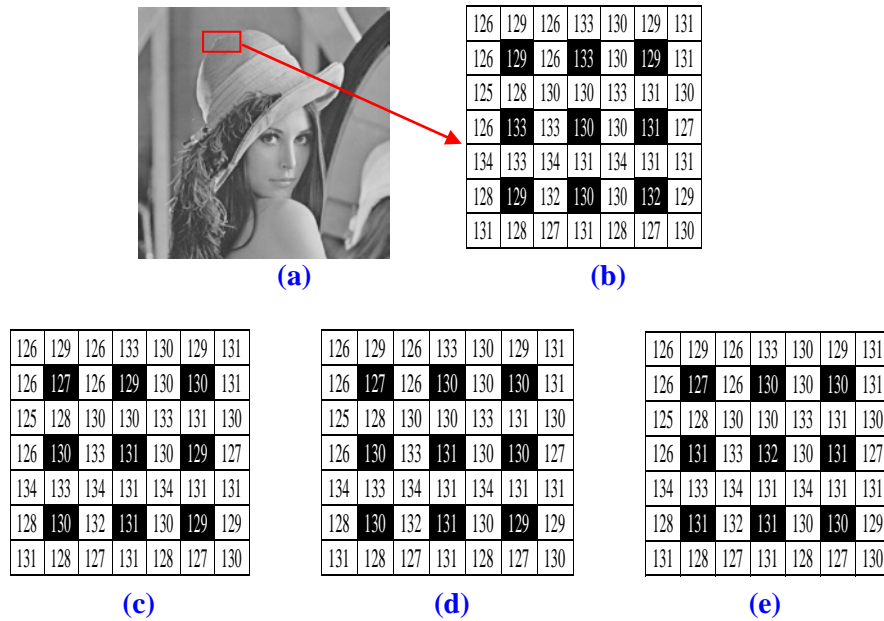 126 129 126 133 130 129 131
126 129 126 133 130 129 131
125 128 130 130 133 131 130
126 133 133 130 130 131 127
134 133 134 131 134 131 131
128 129 132 130 130 132 129
131 128 127 131 128 127 130
(a)
(b)
126 129 126 133 130 129 131
126 127 126 129 130 130 131
125 128 130 130 133 131 130
126 130 133 131 130 129 127
134 133 134 131 134 131 131
128 130 132 131 130 129 129
131 128 127 131 128 127 130
126 129 126 133 130 129 131
126 127 126 130 130 130 131
125 128 130 130 133 131 130
126 130 133 131 130 130 127
134 133 134 131 134 131 131
128 130 132 131 130 129 129
131 128 127 131 128 127 130
126 129 126 133 130 129 131
126 127 126 130 130 130 131
125 128 130 130 133 131 130
126 131 133 132 130 131 127
134 133 134 131 134 131 131
128 131 132 131 130 130 129
131 128 127 131 128 127 130
(c)
(d)
(e)